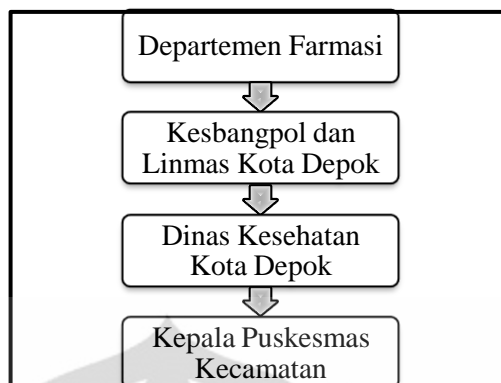 Departemen Farmasi
Kesbangpol dan
Linmas Kota Depok
Dinas Kesehatan
Kota Depok
Kepala Puskesmas
Kecamatan